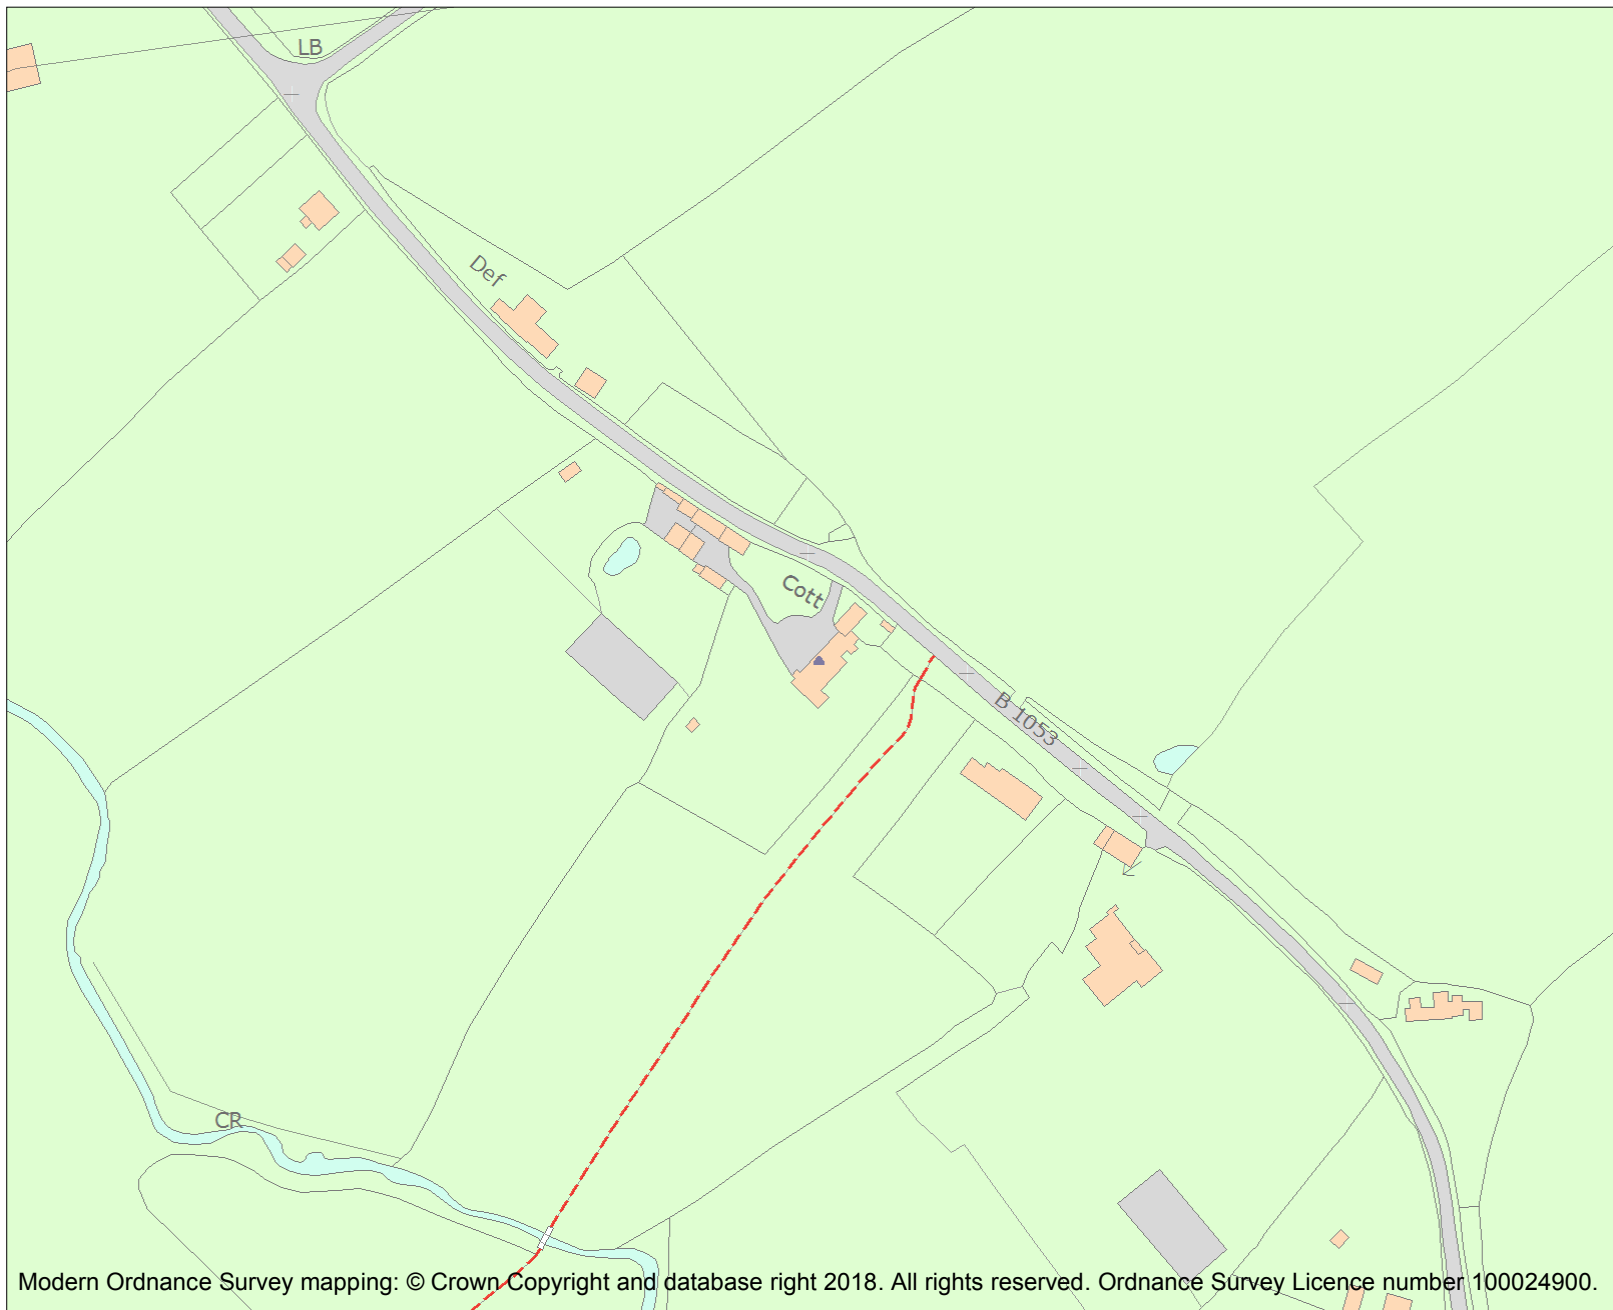 LB
Def
Cott
B 1053
CR
Modern Ordnance Survey mapping: © Crown Copyright and database right 2018. All rights reserved. Ordnance Survey Licence number 100024900.